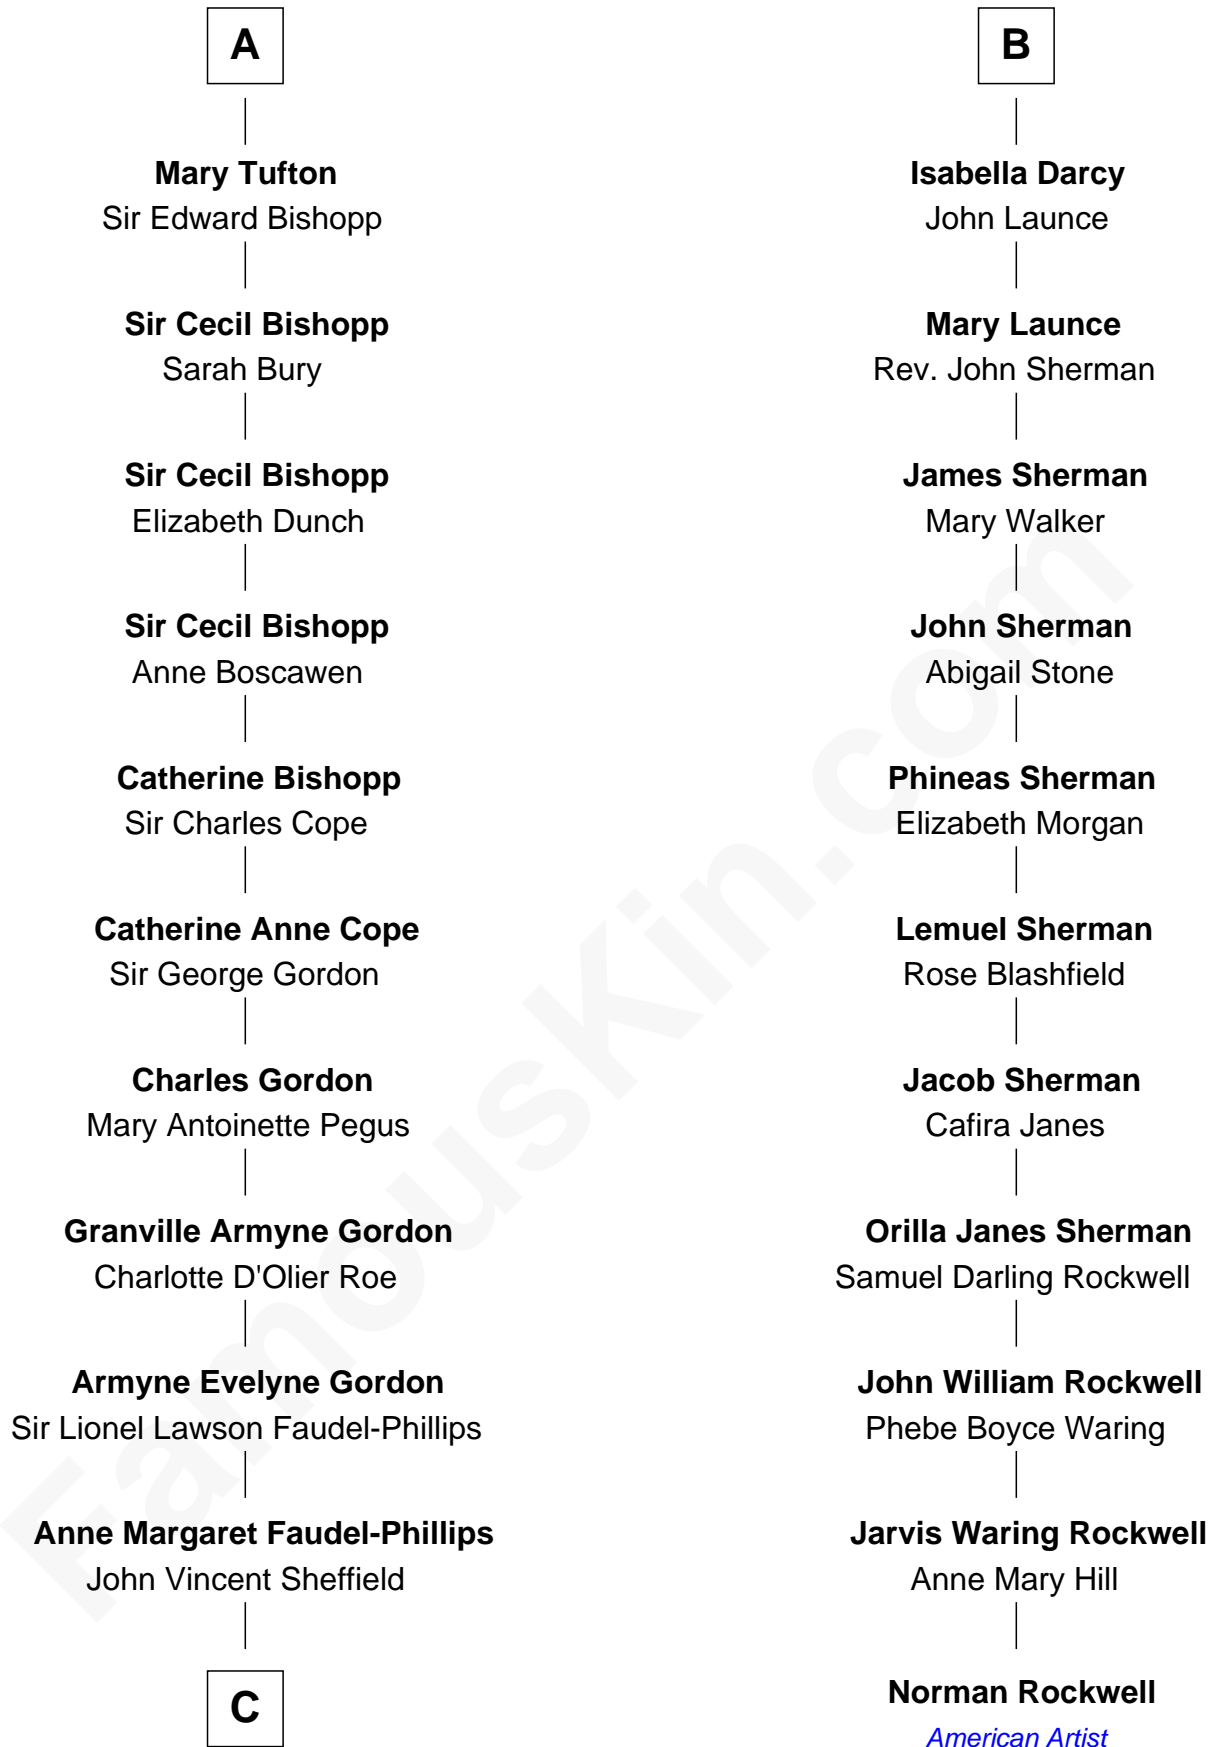 A
Mary Tufton
Sir Edward Bishopp
Sir Cecil Bishopp
Sarah Bury
Sir Cecil Bishopp
Elizabeth Dunch
Sir Cecil Bishopp
Anne Boscawen
Catherine Bishopp
Sir Charles Cope
Catherine Anne Cope
Sir George Gordon
Charles Gordon
Mary Antoinette Pegus
Granville Armyne Gordon
Charlotte D'Olier Roe
Armyne Evelyne Gordon
Sir Lionel Lawson Faudel-Phillips
Anne Margaret Faudel-Phillips
John Vincent Sheffield
C
B
Isabella Darcy
John Launce
Mary Launce
Rev. John Sherman
James Sherman
Mary Walker
John Sherman
Abigail Stone
Phineas Sherman
Elizabeth Morgan
Lemuel Sherman
Rose Blashfield
Jacob Sherman
Cafira Janes
Orilla Janes Sherman
Samuel Darling Rockwell
John William Rockwell
Phebe Boyce Waring
Jarvis Waring Rockwell
Anne Mary Hill
Norman Rockwell
American Artist
FamousKin.com